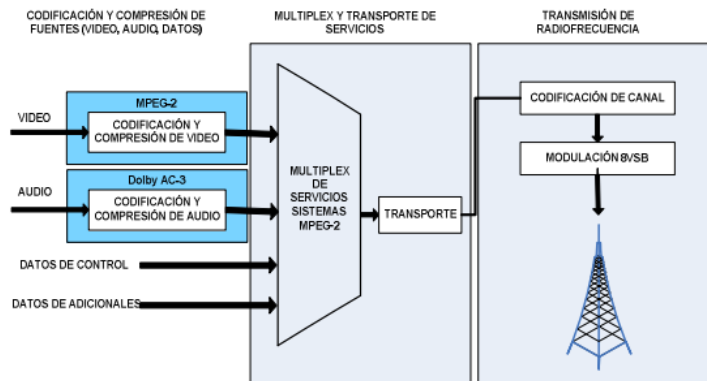 CODIFICACIÓN Y COMPRESIÓN DE
FUENTES (VIDEO, AUDIO, DATOS)
MULTIPLEX Y TRANSPORTE DE
SERVICIOS
TRANSMISIÓN DE
RADIOFRECUENCIA
VIDEO
MPEG-2
CODIFICACIÓN Y
COMPRESIÓN DE VIDEO
AUDIO
Dolby AC-3
CODIFICACIÓN Y
COMPRESIÓN DE AUDIO
DATOS DE CONTROL
DATOS DE ADICIONALES
MULTIPLEX
DE
SERVICIOS
SISTEMAS
MPEG-2
TRANSPORTE
CODIFICACIÓN DE CANAL
MODULACIÓN 8VSB